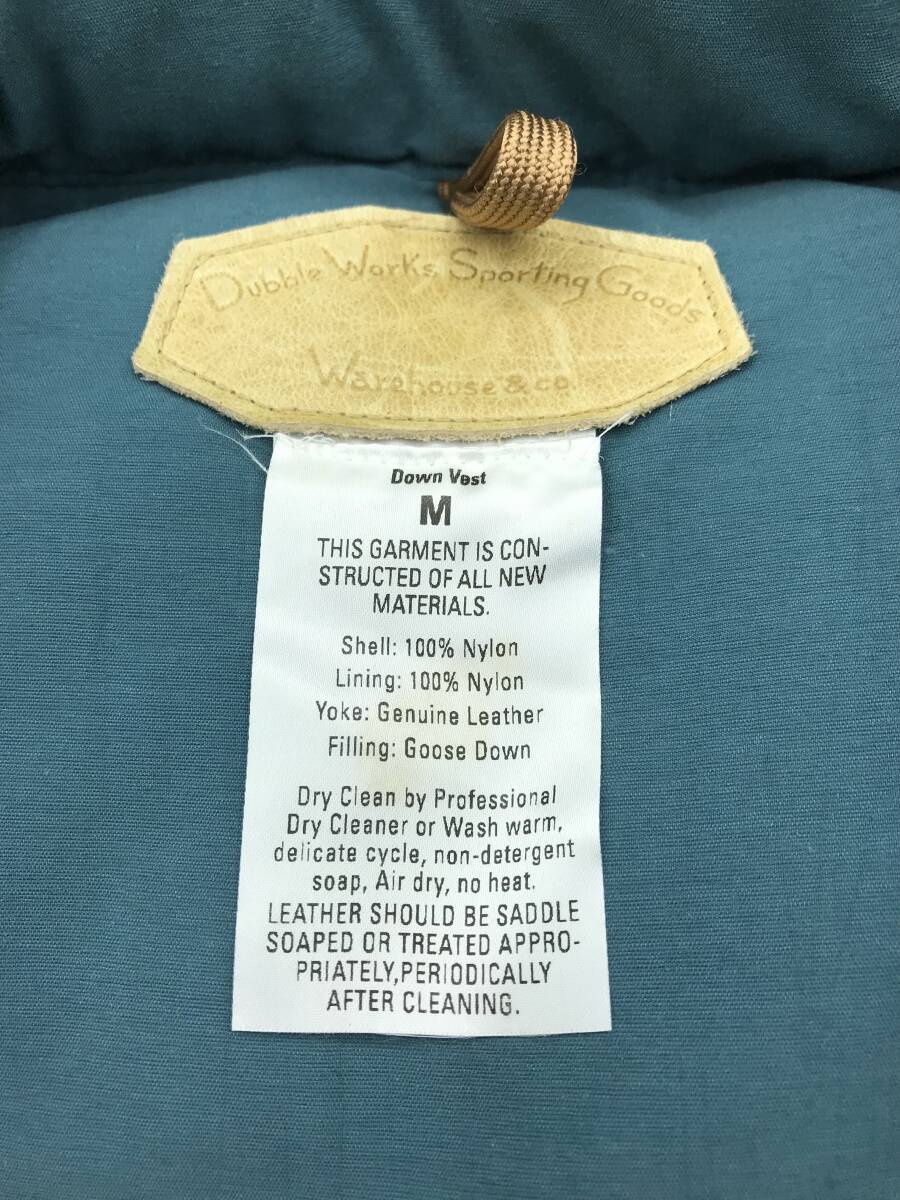 Dubble Works Sporting Goods
Warehouse & co.
Down Vest
M
THIS GARMENT IS CON-
STRUCTED OF ALL NEW
MATERIALS.
Shell: 100% Nylon
Lining: 100% Nylon
Yoke: Genuine Leather
Filling: Goose Down
Dry Clean by Professional
Dry Cleaner or Wash warm,
delicate cycle, non-detergent
soap, Air dry, no heat.
LEATHER SHOULD BE SADDLE
SOAPED OR TREATED APPRO-
PRIATELY,PERIODICALLY
AFTER CLEANING.